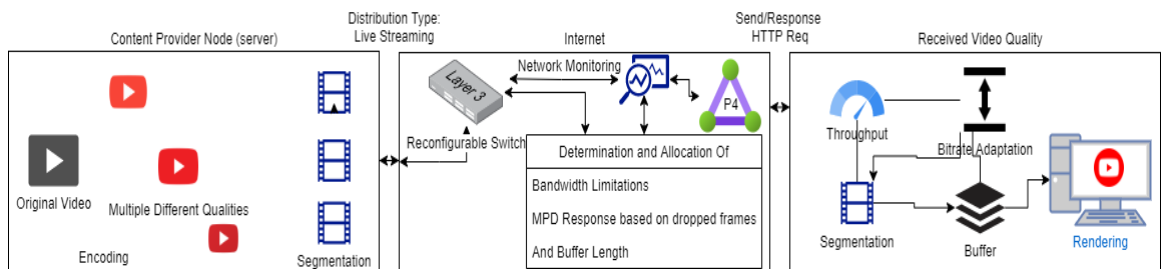 Distribution Type:
Live Streaming
Send/Response
HTTP Req
Content Provider Node (server)
Internet
Received Video Quality
Original Video
Multiple Different Qualities
Encoding
Segmentation
Layer 3
Network Monitoring
P4
Reconfigurable Switch
Determination and Allocation Of
Bandwidth Limitations
MPD Response based on dropped frames
And Buffer Length
Throughput
Bitrate Adaptation
Segmentation
Buffer
Rendering